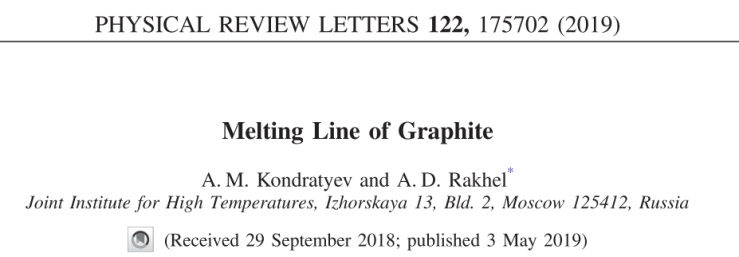 PHYSICAL REVIEW LETTERS 122, 175702 (2019)
Melting Line of Graphite
A. M. Kondratyev and A. D. Rakhel*
Joint Institute for High Temperatures, Izhorskaya 13, Bld. 2, Moscow 125412, Russia
(Received 29 September 2018; published 3 May 2019)